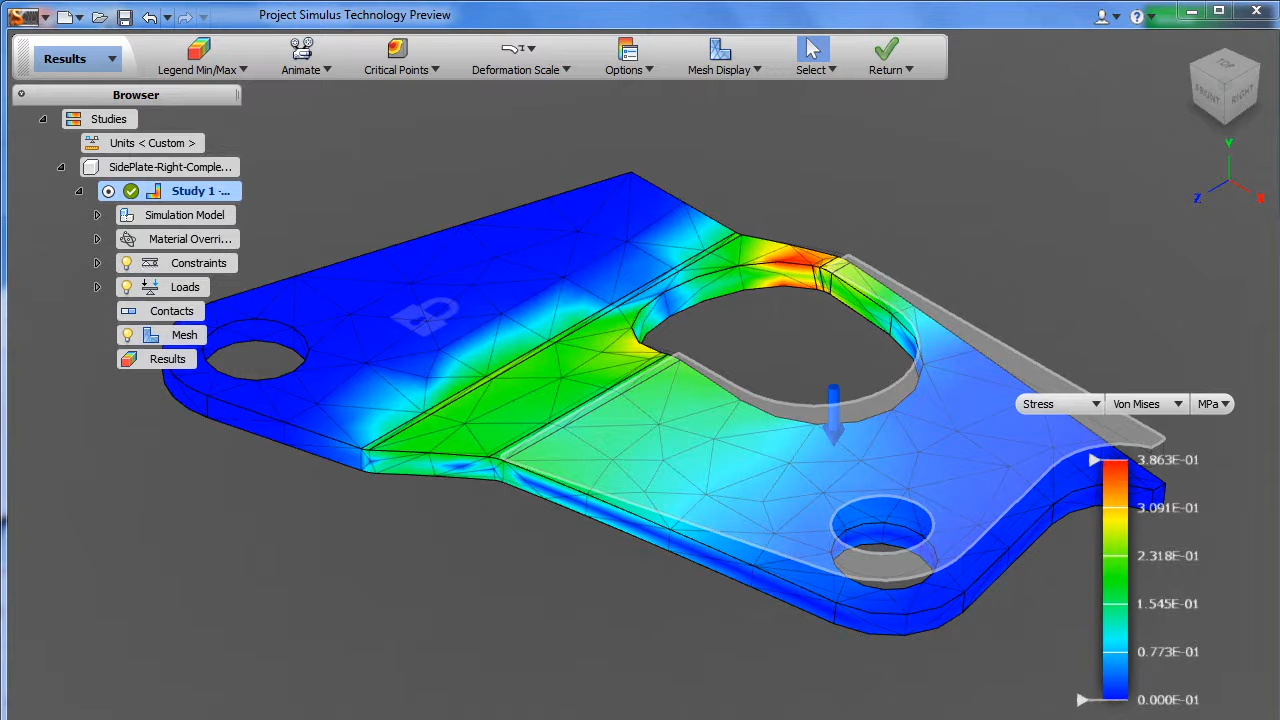 Project Simulus Technology Preview
Results
Legend Min/Max
Animate
Critical Points
Deformation Scale
Options
Mesh Display
Select
Return
Browser
Studies
Units < Custom >
SidePlate-Right-Comple...
Study 1 -...
Simulation Model
Material Overri...
Constraints
Loads
Contacts
Mesh
Results
TOP
FRONT
RIGHT
Y
Z
X
Stress
Von Mises
MPa
3.863E-01
3.091E-01
2.318E-01
1.545E-01
0.773E-01
0.000E-01